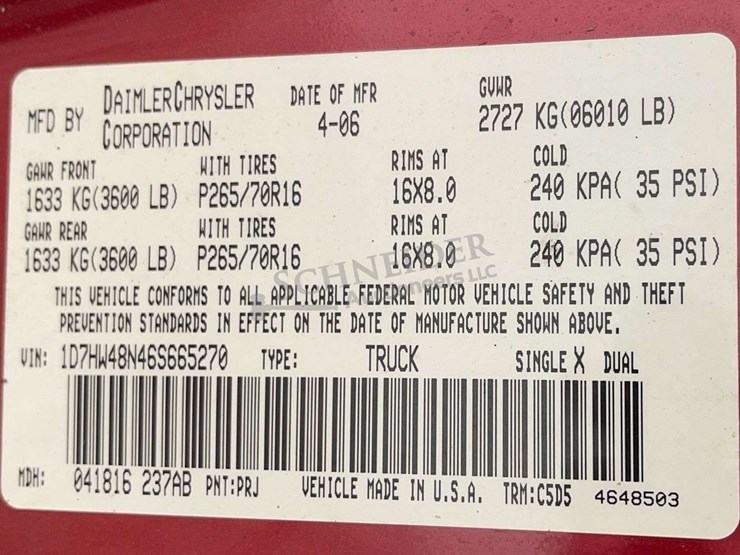 MFD BY DAIMLERCHRYSLER CORPORATION DATE OF MFR 4-06 GVWR 2727 KG(06010 LB)
GAWR FRONT WITH TIRES RIMS AT COLD
1633 KG(3600 LB) P265/70R16 16X8.0 240 KPA( 35 PSI)
GAWR REAR WITH TIRES RIMS AT COLD
1633 KG(3600 LB) P265/70R16 16X8.0 240 KPA( 35 PSI)
SCHNEIDER
Auctioneers LLC
THIS VEHICLE CONFORMS TO ALL APPLICABLE FEDERAL MOTOR VEHICLE SAFETY AND THEFT
PREVENTION STANDARDS IN EFFECT ON THE DATE OF MANUFACTURE SHOWN ABOVE.
VIN: 1D7HW48N46S665270 TYPE: TRUCK SINGLE X DUAL
MDH: 041816 237AB PNT:PRJ VEHICLE MADE IN U.S.A. TRM:C5D5 4648503